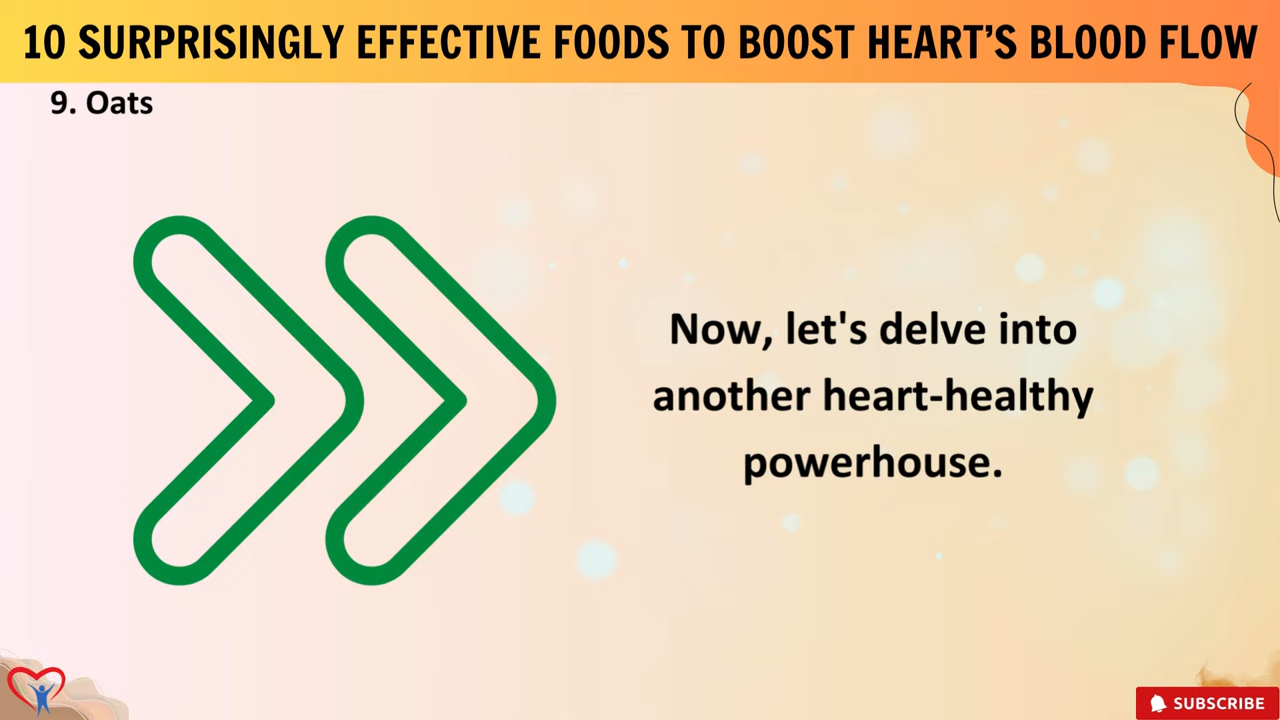 10 SURPRISINGLY EFFECTIVE FOODS TO BOOST HEART’S BLOOD FLOW
9. Oats
Now, let's delve into
another heart-healthy
powerhouse.
SUBSCRIBE